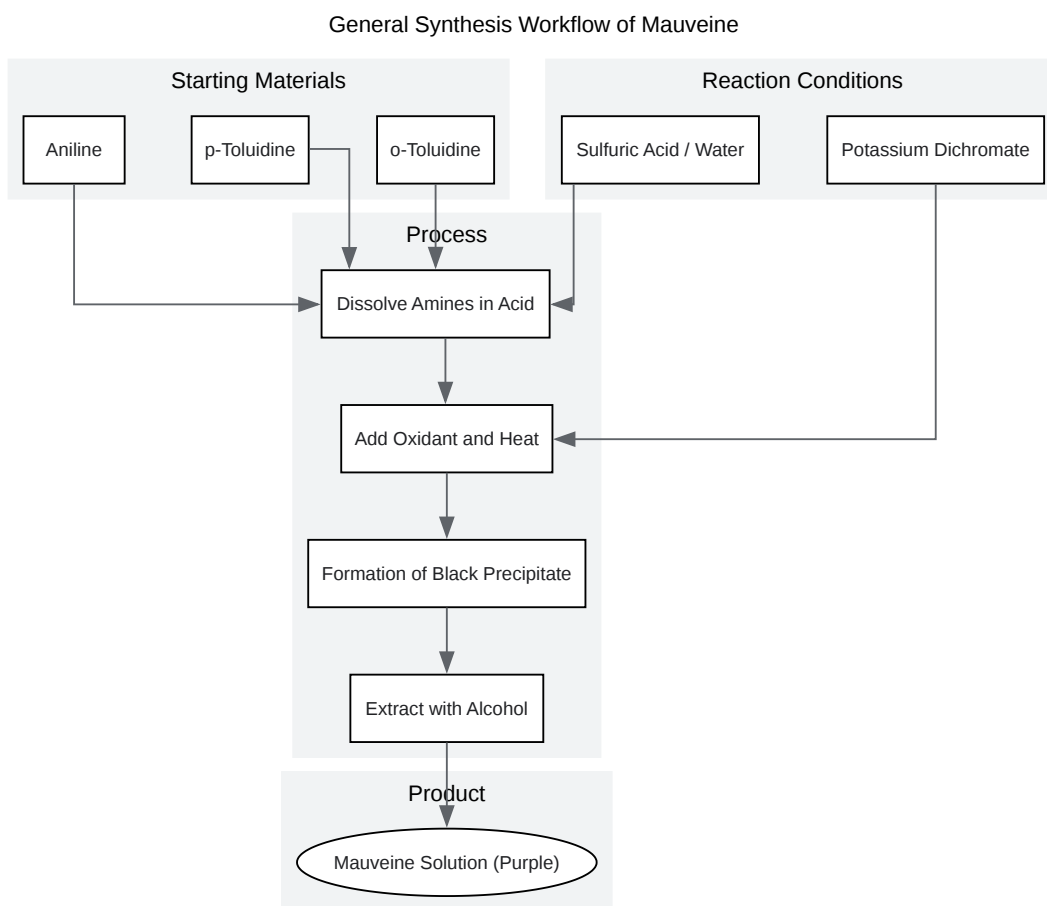 General Synthesis Workflow of Mauveine
Starting Materials
Reaction Conditions
Aniline
p-Toluidine
o-Toluidine
Sulfuric Acid / Water
Potassium Dichromate
Process
Dissolve Amines in Acid
Add Oxidant and Heat
Formation of Black Precipitate
Extract with Alcohol
Product
Mauveine Solution (Purple)